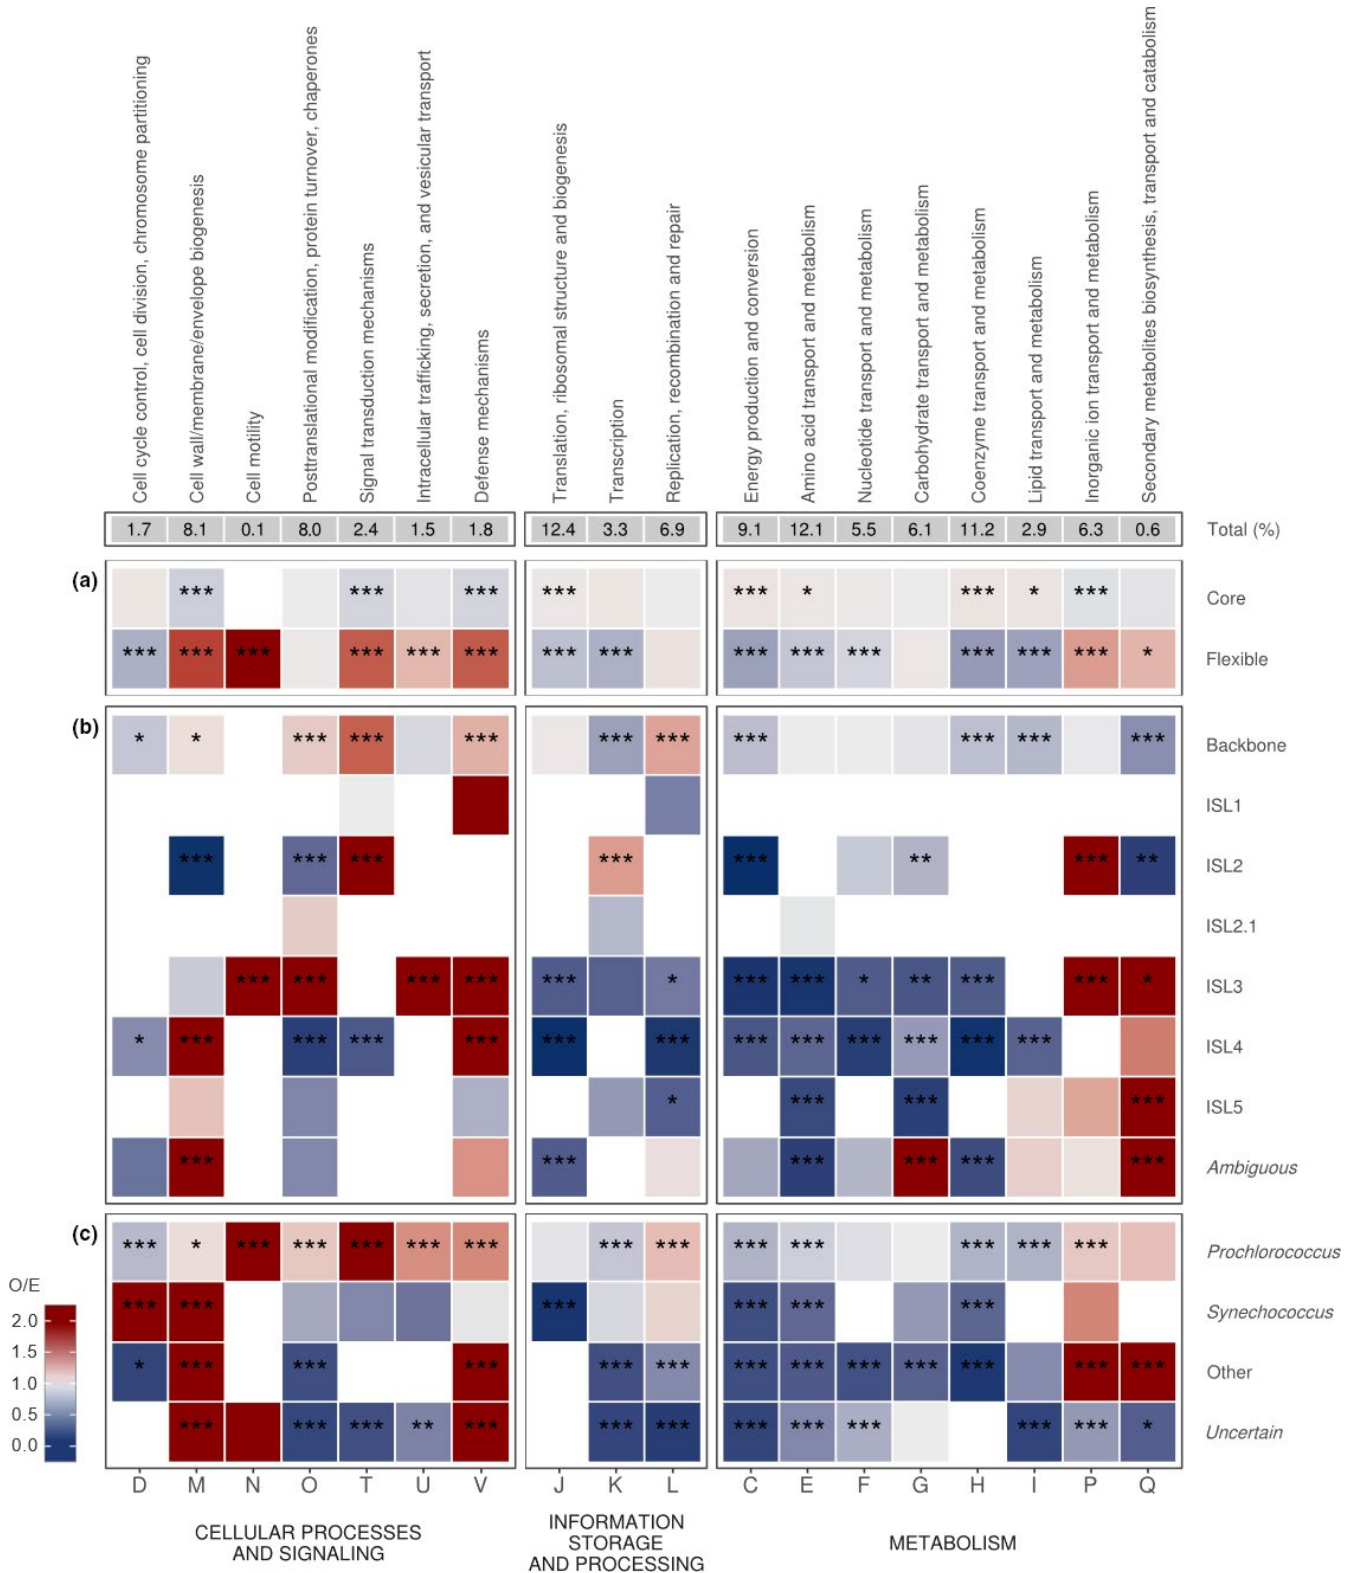 Cell cycle control, cell division, chromosome partitioning
Cell wall/membrane/envelope biogenesis
Cell motility
Posttranslational modification, protein turnover, chaperones
Signal transduction mechanisms
Intracellular trafficking, secretion, and vesicular transport
Defense mechanisms
Translation, ribosomal structure and biogenesis
Transcription
Replication, recombination and repair
Energy production and conversion
Amino acid transport and metabolism
Nucleotide transport and metabolism
Carbohydrate transport and metabolism
Coenzyme transport and metabolism
Lipid transport and metabolism
Inorganic ion transport and metabolism
Secondary metabolites biosynthesis, transport and catabolism
1.7 8.1 0.1 8.0 2.4 1.5 1.8 12.4 3.3 6.9 9.1 12.1 5.5 6.1 11.2 2.9 6.3 0.6 Total (%)
(a)
*** *** *** *** *** * *** * *** Core
*** *** *** *** *** *** *** *** *** *** *** *** *** *** * Flexible
(b)
* * *** *** *** *** *** *** *** *** *** Backbone
ISL1
*** *** *** *** *** ** *** ** ISL2
ISL2.1
*** *** *** *** *** * *** *** * ** *** *** * ISL3
* *** *** *** *** *** *** *** *** *** *** *** *** ISL4
* *** *** *** ISL5
*** *** *** *** *** *** Ambiguous
(c)
*** * *** *** *** *** *** *** *** *** *** *** *** *** Prochlorococcus
*** *** *** *** *** *** Synechococcus
* *** *** *** *** *** *** *** *** *** *** *** *** Other
*** *** *** ** *** *** *** *** *** *** *** *** * Uncertain
O/E
2.0
1.5
1.0
0.5
0.0
D M N O T U V J K L C E F G H I P Q
CELLULAR PROCESSES
AND SIGNALING
INFORMATION
STORAGE
AND PROCESSING
METABOLISM